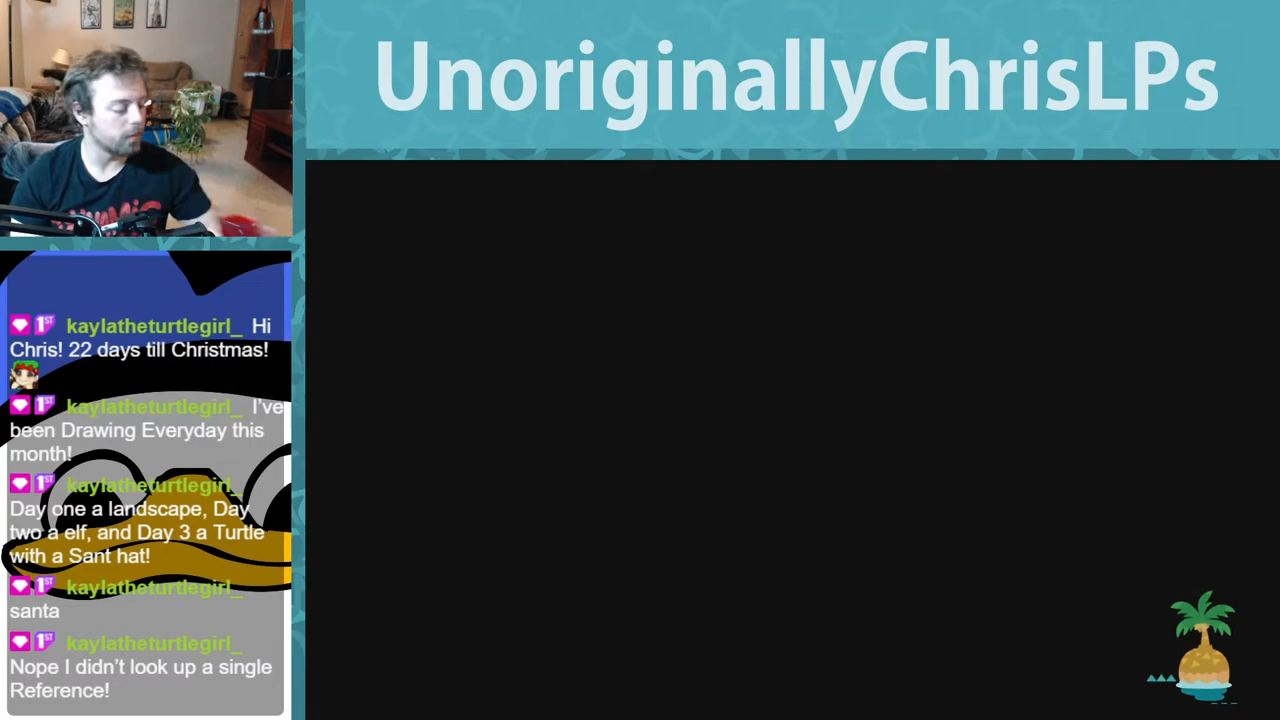 UnoriginallyChrisLPs
kaylatheturtlegirl_ Hi
Chris! 22 days till Christmas!
kaylatheturtlegirl_ I've
been Drawing Everyday this
month!
kaylatheturtlegirl_
Day one a landscape, Day
two a elf, and Day 3 a Turtle
with a Sant hat!
kaylatheturtlegirl_
santa
kaylatheturtlegirl_
Nope I didn't look up a single
Reference!